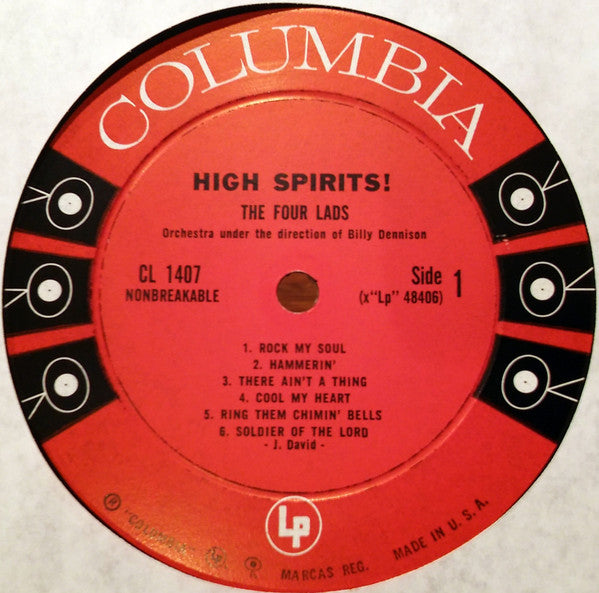 COLUMBIA
HIGH SPIRITS!
THE FOUR LADS
Orchestra under the direction of Billy Dennison
CL 1407
NONBREAKABLE
Side 1
(x"Lp" 48406)
1. ROCK MY SOUL
2. HAMMERIN'
3. THERE AIN'T A THING
4. COOL MY HEART
5. RING THEM CHIMIN' BELLS
6. SOLDIER OF THE LORD
- J. David -
Lp
® "COLUMBIA"
MARCAS REG.
MADE IN U.S.A.